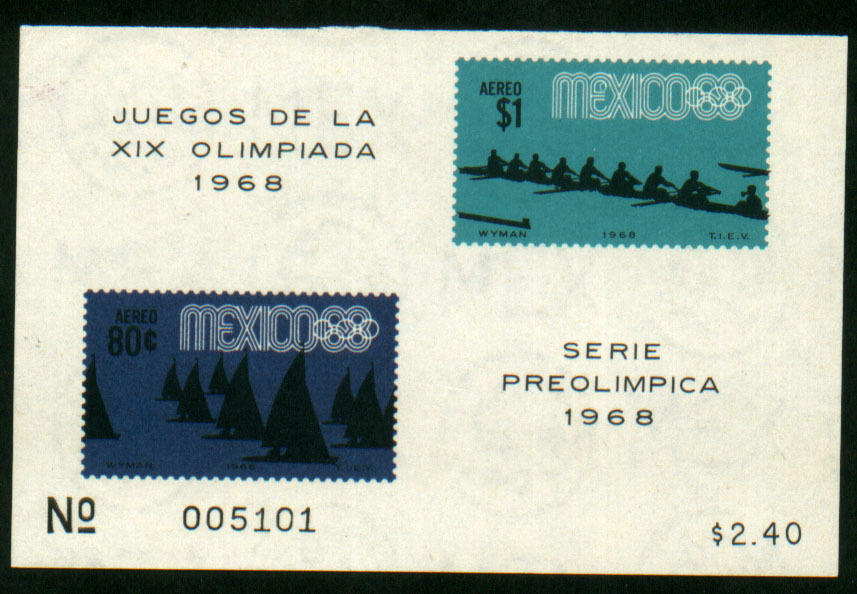 JUEGOS DE LA
XIX OLIMPIADA
1968
AEREO
$1
MEXICO68
WYMAN 1968 T.I.E.V.
AEREO
80¢
MEXICO68
WYMAN 1968 T.I.E.V.
SERIE
PREOLIMPICA
1968
Nº 005101
$2.40